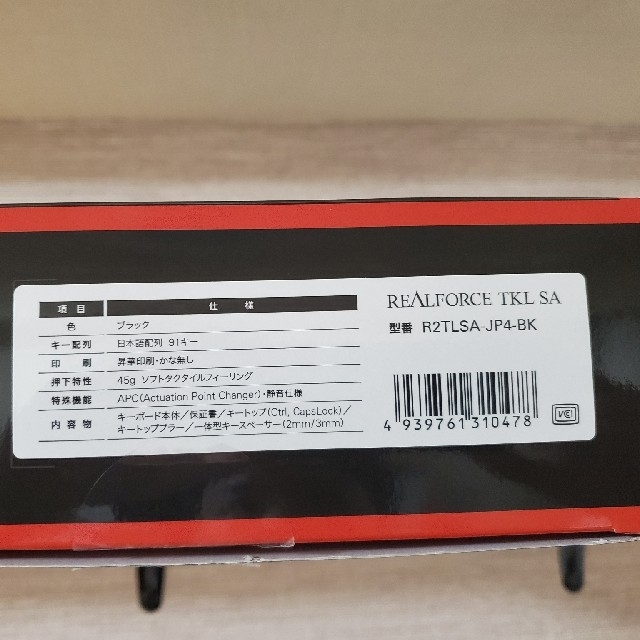 項目 仕様
色 ブラック
キー配列 日本語配列 91キー
印刷 昇華印刷・かな無し
押下特性 45g ソフトタクタイルフィーリング
特殊機能 APC(Actuation Point Changer)・静音仕様
内容物 キーボード本体/保証書/キートップ(Ctrl, CapsLock)/
キートッププラー/一体型キースペーサー(2mm/3mm)
REALFORCE TKL SA
型番 R2TLSA-JP4-BK
4 939761 310478
VCCI